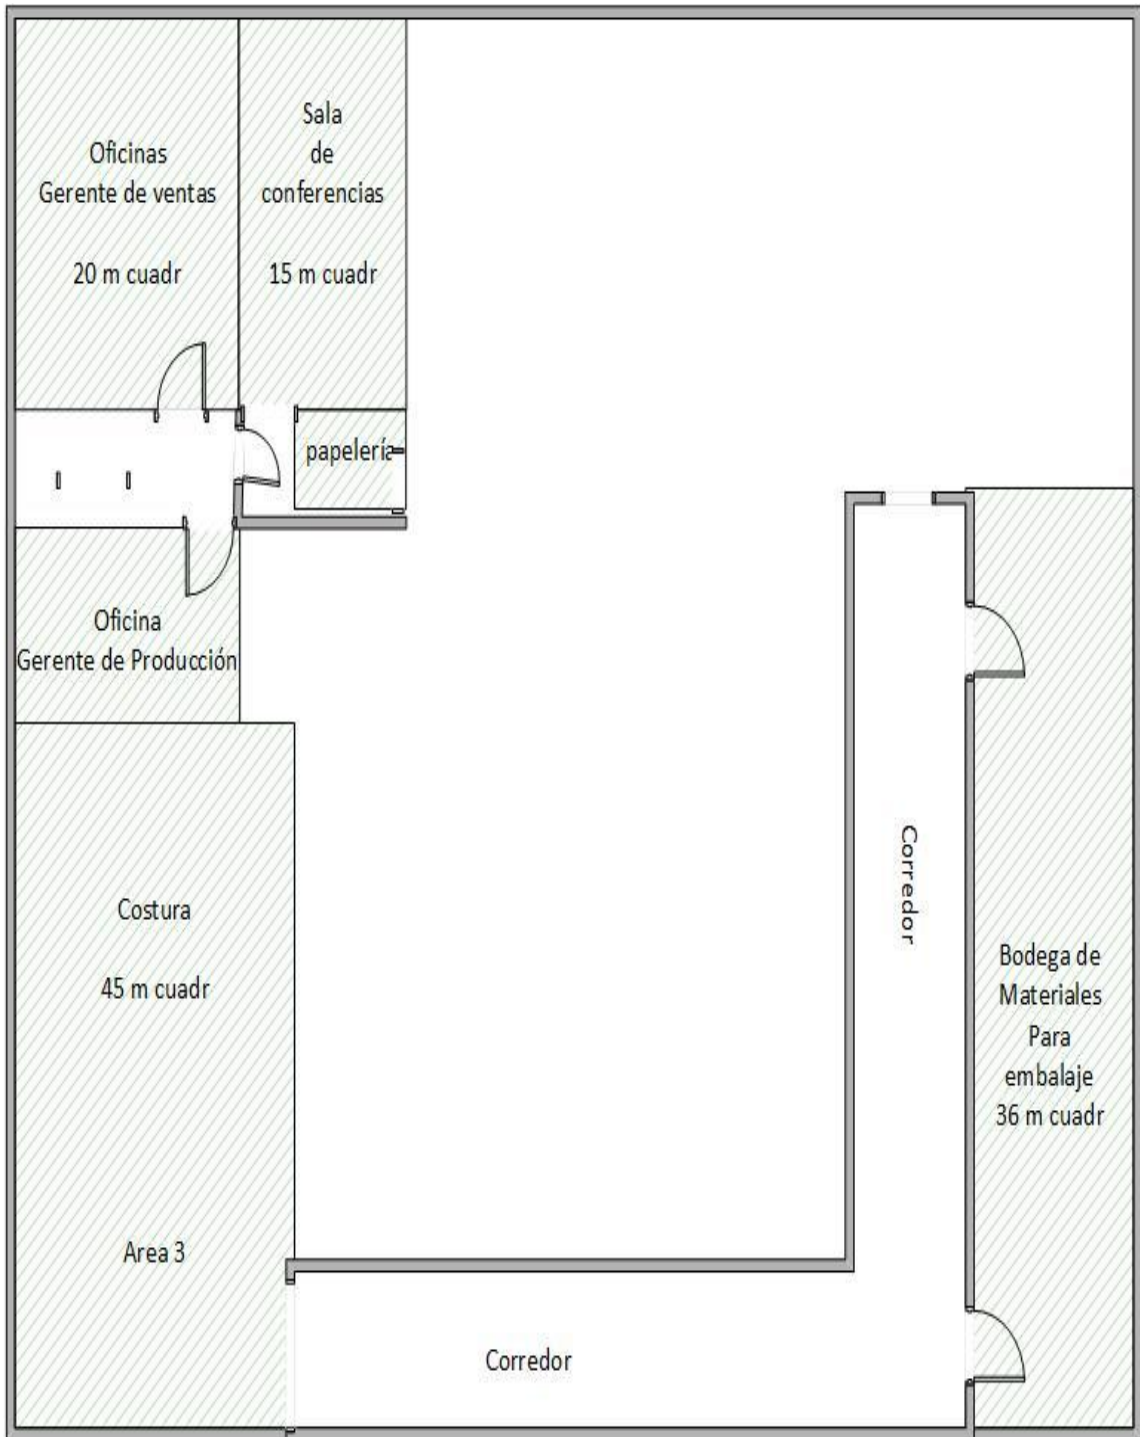 Oficinas
Gerente de ventas
20 m cuadr
Sala
de
conferencias
15 m cuadr
papelería
Oficina
Gerente de Producción
Costura
45 m cuadr
Area 3
Corredor
Corredor
Bodega de
Materiales
Para
embalaje
36 m cuadr